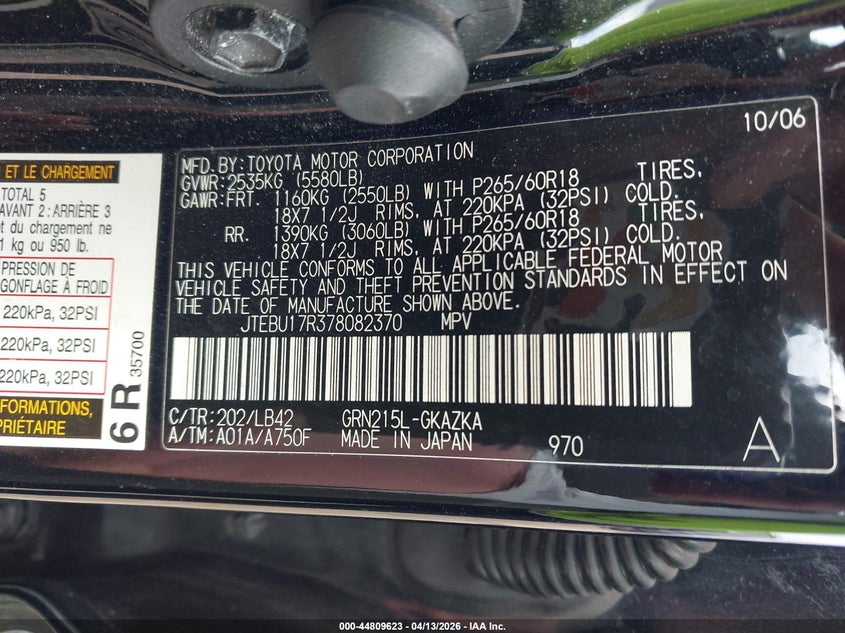 ET LE CHARGEMENT
TOTAL 5
AVANT 2 : ARRIÈRE 3
et du chargement ne
1 kg ou 950 lb.
PRESSION DE
GONFLAGE À FROID
220kPa, 32PSI
220kPa, 32PSI
220kPa, 32PSI
FORMATIONS,
PRIÉTAIRE
6 R 35700
10/06
MFD. BY: TOYOTA MOTOR CORPORATION
GVWR: 2535KG (5580LB)
GAWR: FRT. 1160KG (2550LB) WITH P265/60R18 TIRES,
18X7 1/2J RIMS, AT 220KPA (32PSI) COLD.
RR. 1390KG (3060LB) WITH P265/60R18 TIRES,
18X7 1/2J RIMS, AT 220KPA (32PSI) COLD.
THIS VEHICLE CONFORMS TO ALL APPLICABLE FEDERAL MOTOR
VEHICLE SAFETY AND THEFT PREVENTION STANDARDS IN EFFECT ON
THE DATE OF MANUFACTURE SHOWN ABOVE.
JTEBU17R378082370 MPV
C/TR: 202/LB42 GRN215L-GKAZKA
A/TM: A01A/A750F MADE IN JAPAN 970 A
000-44809623 - 04/13/2026 - IAA Inc.